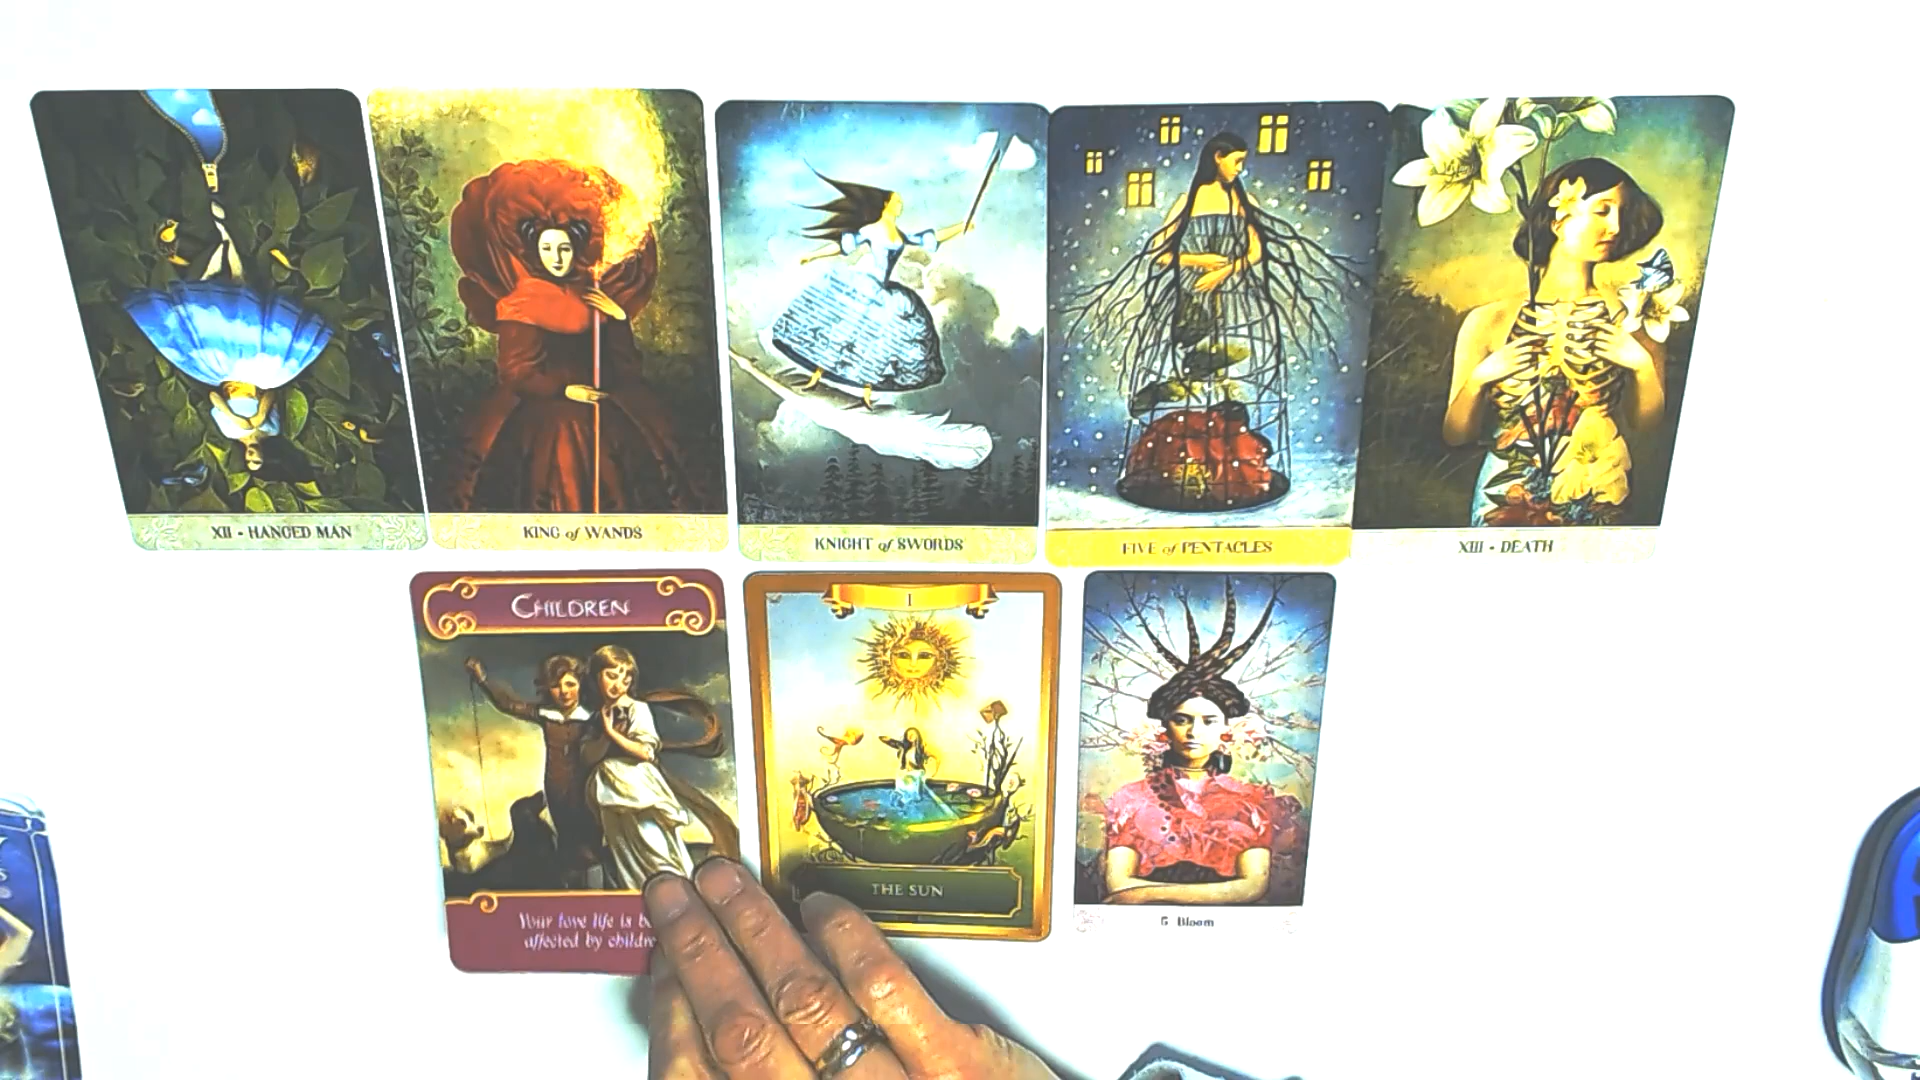 XII - HANGED MAN
KING of WANDS
KNIGHT of SWORDS
FIVE of PENTACLES
XIII - DEATH
CHILDREN
Your love life is
affected by
I
THE SUN
5 Bloom